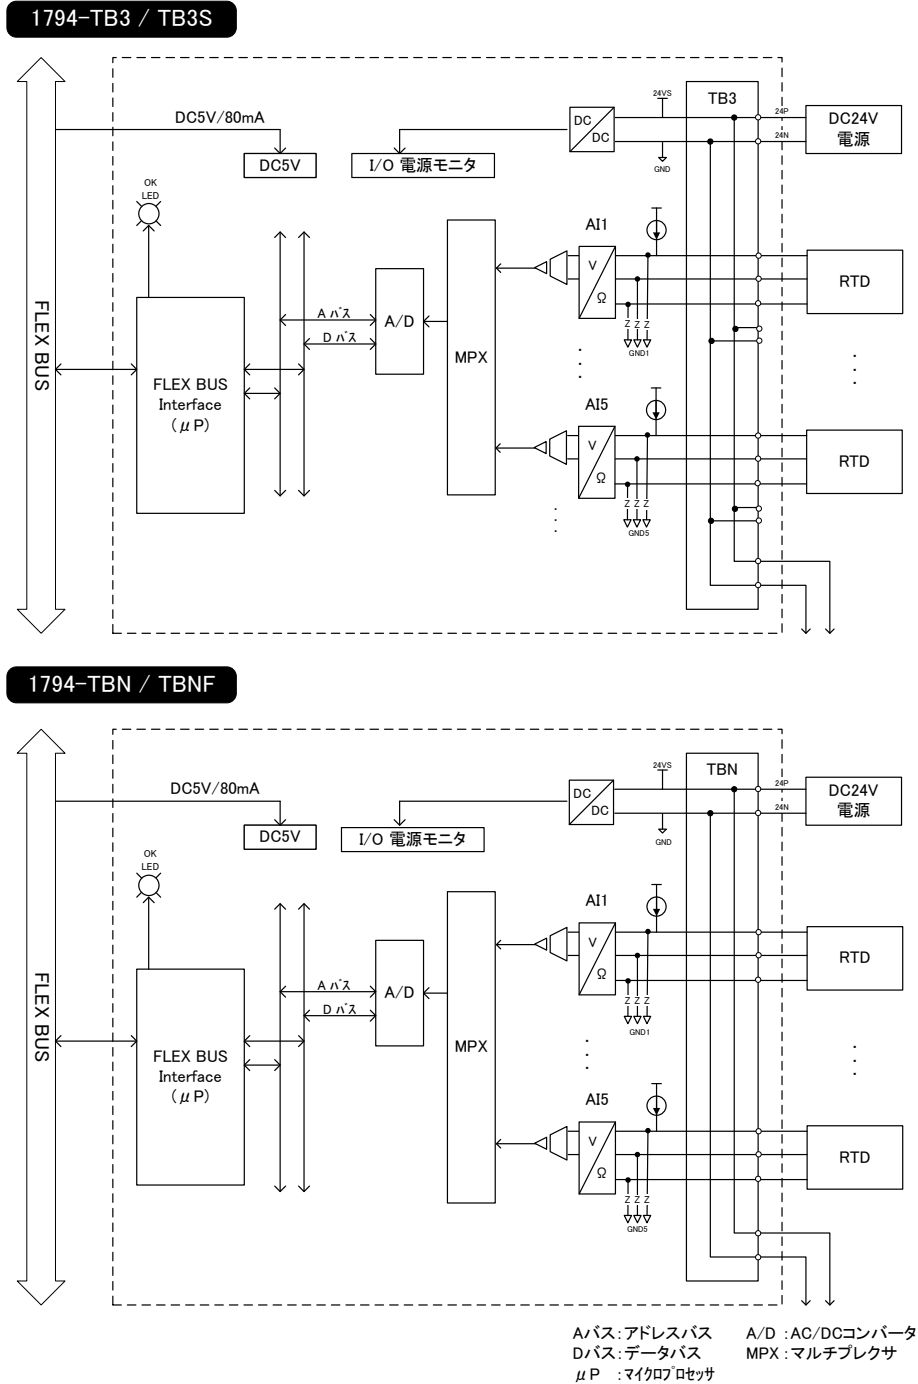 1794-TB3 / TB3S
DC5V/80mA
DC5V
I/O 電源モニタ
DC
DC
24VS
GND
TB3
24P
24N
DC24V
電源
OK
LED
FLEX BUS
FLEX BUS
Interface
(μP)
A バス
D バス
A/D
MPX
AI1
V
Ω
Z Z Z
GND1
RTD
AI5
V
Ω
Z Z Z
GND5
RTD
1794-TBN / TBNF
DC5V/80mA
DC5V
I/O 電源モニタ
DC
DC
24VS
GND
TBN
24P
24N
DC24V
電源
OK
LED
FLEX BUS
FLEX BUS
Interface
(μP)
A バス
D バス
A/D
MPX
AI1
V
Ω
Z Z Z
GND1
RTD
AI5
V
Ω
Z Z Z
GND5
RTD
Aバス:アドレスバス A/D :AC/DCコンバータ
Dバス:データバス MPX:マルチプレクサ
μP :マイクロプロセッサ